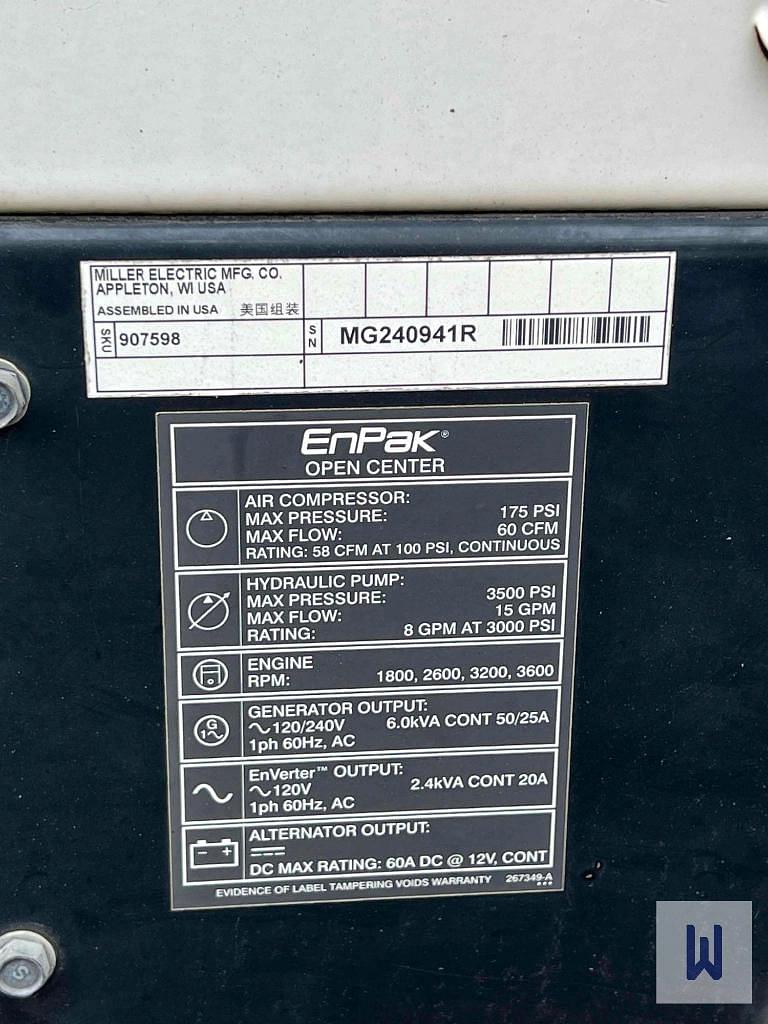 MILLER ELECTRIC MFG. CO.
APPLETON, WI USA
ASSEMBLED IN USA 美国组装
SKU 907598
SN MG240941R
EnPak®
OPEN CENTER
AIR COMPRESSOR:
MAX PRESSURE: 175 PSI
MAX FLOW: 60 CFM
RATING: 58 CFM AT 100 PSI, CONTINUOUS
HYDRAULIC PUMP:
MAX PRESSURE: 3500 PSI
MAX FLOW: 15 GPM
RATING: 8 GPM AT 3000 PSI
ENGINE
RPM: 1800, 2600, 3200, 3600
G
1~
GENERATOR OUTPUT:
~120/240V 6.0kVA CONT 50/25A
1ph 60Hz, AC
EnVerter™ OUTPUT:
~120V 2.4kVA CONT 20A
1ph 60Hz, AC
ALTERNATOR OUTPUT:
DC MAX RATING: 60A DC @ 12V, CONT
EVIDENCE OF LABEL TAMPERING VOIDS WARRANTY 267349-A
S
W